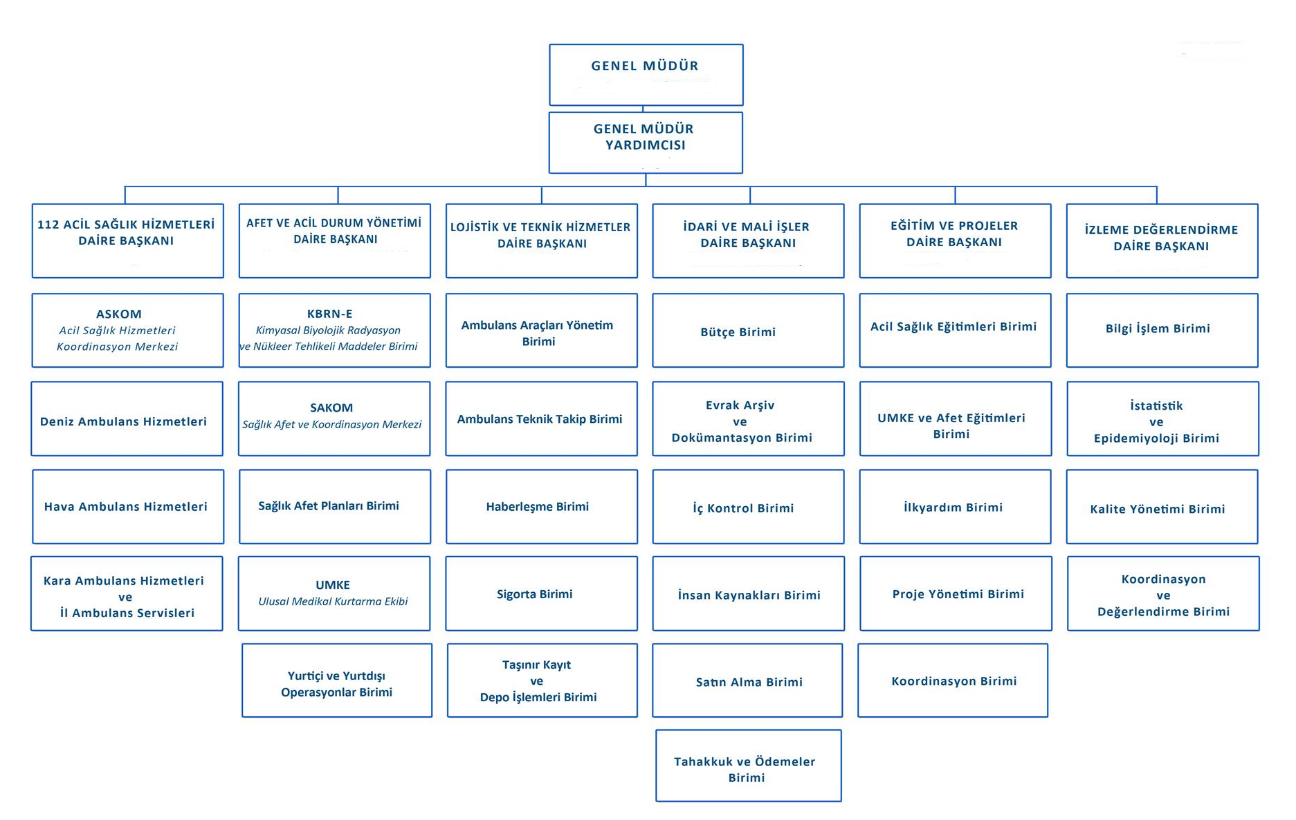 GENEL MÜDÜR
GENEL MÜDÜR
YARDIMCISI
112 ACİL SAĞLIK HİZMETLERİ
DAİRE BAŞKANI
AFET VE ACİL DURUM YÖNETİMİ
DAİRE BAŞKANI
LOJİSTİK VE TEKNİK HİZMETLER
DAİRE BAŞKANI
İDARİ VE MALİ İŞLER
DAİRE BAŞKANI
EĞİTİM VE PROJELER
DAİRE BAŞKANI
İZLEME DEĞERLENDİRME
DAİRE BAŞKANI
ASKOM
Acil Sağlık Hizmetleri
Koordinasyon Merkezi
KBRN-E
Kimyasal Biyolojik Radyasyon
ve Nükleer Tehlikeli Maddeler Birimi
Ambulans Araçları Yönetim
Birimi
Bütçe Birimi
Acil Sağlık Eğitimleri Birimi
Bilgi İşlem Birimi
Deniz Ambulans Hizmetleri
SAKOM
Sağlık Afet ve Koordinasyon Merkezi
Ambulans Teknik Takip Birimi
Evrak Arşiv
ve
Dokümantasyon Birimi
UMKE ve Afet Eğitimleri
Birimi
İstatistik
ve
Epidemiyoloji Birimi
Hava Ambulans Hizmetleri
Sağlık Afet Planları Birimi
Haberleşme Birimi
İç Kontrol Birimi
İlkyardım Birimi
Kalite Yönetimi Birimi
Kara Ambulans Hizmetleri
ve
İl Ambulans Servisleri
UMKE
Ulusal Medikal Kurtarma Ekibi
Sigorta Birimi
İnsan Kaynakları Birimi
Proje Yönetimi Birimi
Koordinasyon
ve
Değerlendirme Birimi
Yurtiçi ve Yurtdışı
Operasyonlar Birimi
Taşınır Kayıt
ve
Depo İşlemleri Birimi
Satın Alma Birimi
Koordinasyon Birimi
Tahakkuk ve Ödemeler
Birimi